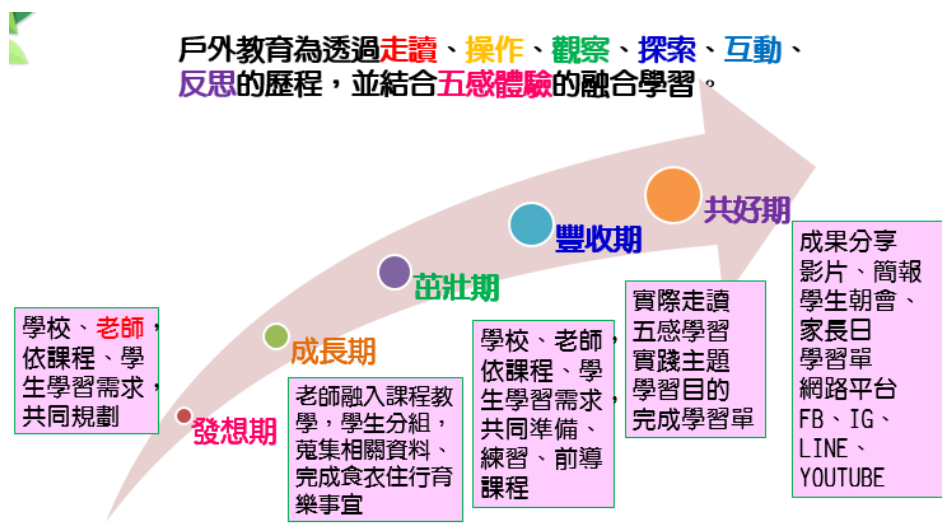 戶外教育為透過走讀、操作、觀察、探索、互動、
反思的歷程，並結合五感體驗的融合學習。
學校、老師，
依課程、學
生學習需求，
共同規劃
發想期
成長期
老師融入課程教
學，學生分組，
蒐集相關資料、
完成食衣住行育
樂事宜
茁壯期
學校、老師，
依課程、學
生學習需求，
共同準備、
練習、前導
課程
豐收期
實際走讀
五感學習
實踐主題
學習目的
完成學習單
共好期
成果分享
影片、簡報
學生朝會、
家長日
學習單
網路平台
FB、IG、
LINE、
YOUTUBE